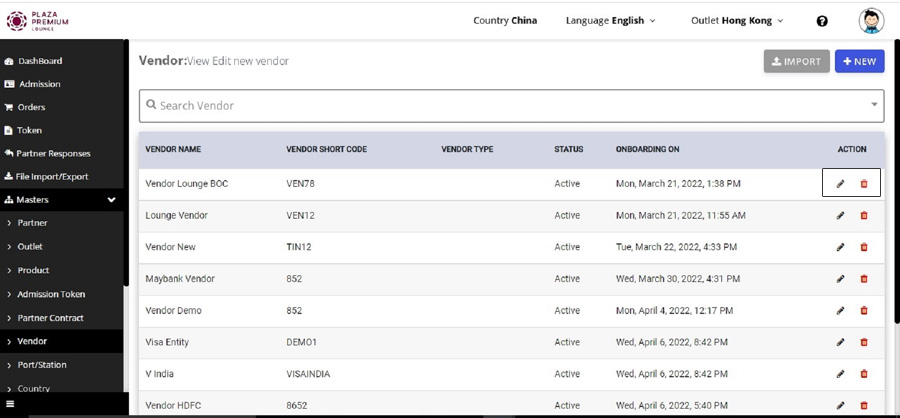 PLAZA
PREMIUM
LOUNGE
Country China Language English Outlet Hong Kong ?
DashBoard
Admission
Orders
Token
Partner Responses
File Import/Export
Masters
Partner
Outlet
Product
Admission Token
Partner Contract
Vendor
Port/Station
Country
Vendor:View Edit new vendor
IMPORT + NEW
Search Vendor
VENDOR NAME VENDOR SHORT CODE VENDOR TYPE STATUS ONBOARDING ON ACTION
Vendor Lounge BOC VEN78 Active Mon, March 21, 2022, 1:38 PM
Lounge Vendor VEN12 Active Mon, March 21, 2022, 11:55 AM
Vendor New TIN12 Active Tue, March 22, 2022, 4:33 PM
Maybank Vendor 852 Active Wed, March 30, 2022, 4:31 PM
Vendor Demo 852 Active Mon, April 4, 2022, 12:17 PM
Visa Entity DEMO1 Active Wed, April 6, 2022, 8:42 PM
V India VISAINDIA Active Wed, April 6, 2022, 8:42 PM
Vendor HDFC 8652 Active Wed, April 6, 2022, 5:40 PM